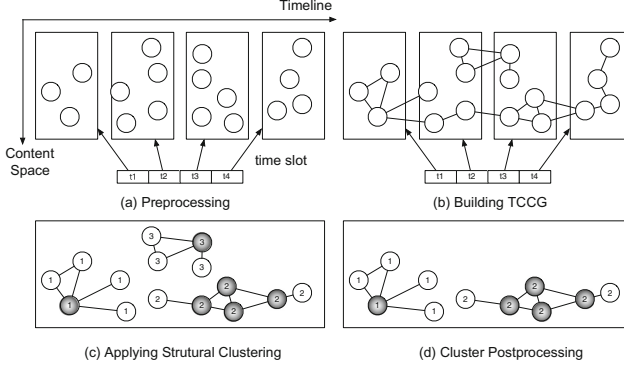 Timeline
Content
Space
t1 t2 t3 t4
time slot
(a) Preprocessing
t1 t2 t3 t4
(b) Building TCCG
1 1 1 1 1
3 3 3 3
2 2 2 2 2 2
(c) Applying Strutural Clustering
1 1 1 1 1
2 2 2 2 2 2
(d) Cluster Postprocessing